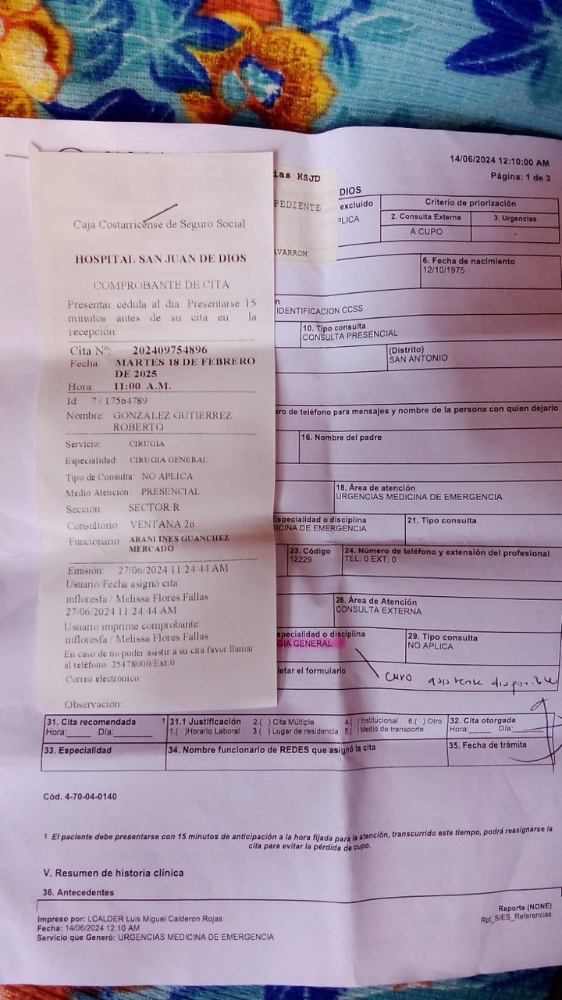 14/06/2024 12:10:00 AM
Página: 1 de 3
ias HSJD
PEDIENTE
AVARROM
DIOS
excluido
PLICA
Criterio de priorización
2. Consulta Externa
3. Urgencias
A CUPO
-
6. Fecha de nacimiento
12/10/1975
n
IDENTIFICACION CCSS
10. Tipo consulta
CONSULTA PRESENCIAL
(Distrito)
SAN ANTONIO
ro de teléfono para mensajes y nombre de la persona con quien dejarlo
16. Nombre del padre
18. Área de atención
URGENCIAS MEDICINA DE EMERGENCIA
Especialidad o disciplina
ICINA DE EMERGENCIA
21. Tipo consulta
23. Código
12229
24. Número de teléfono y extensión del profesional
TEL: 0 EXT: 0
26. Área de Atención
CONSULTA EXTERNA
specialidad o disciplina
GIA GENERAL
29. Tipo consulta
NO APLICA
letar el formulario
disponible
Caja Costarricense de Seguro Social
HOSPITAL SAN JUAN DE DIOS
COMPROBANTE DE CITA
Presentar cédula al día. Presentarse 15
minutos antes de su cita en la
recepción
Cita Nº: 202409754896
Fecha: MARTES 18 DE FEBRERO
DE 2025
Hora 11:00 A.M.
Id 7 / 17564789
Nombre: GONZALEZ GUTIERREZ
ROBERTO
Servicio: CIRUGIA
Especialidad: CIRUGIA GENERAL
Tipo de Consulta: NO APLICA
Medio Atención: PRESENCIAL
Sección: SECTOR R
Consultorio: VENTANA 26
Funcionario: ARANI INES GUANCHEZ
MERCADO
Emisión: 27/06/2024 11:24:44 AM
Usuario/Fecha asignó cita:
mfloresfa / Melissa Flores Fallas
27/06/2024 11:24:44 AM
Usuario imprime comprobante
mfloresfa / Melissa Flores Fallas
En caso de no poder asistir a su cita favor llamar
al teléfono: 25478000/Ext:0
Correo electrónico:
Observación:
31. Cita recomendada
Hora:____ Día:____
1 31.1 Justificación 2.( ) Cita Múltiple 4.( ) Institucional 6.( ) Otro
1.( )Horario Laboral 3.( ) Lugar de residencia 5.( ) Medio de transporte
32. Cita otorgada
Hora:____ Día:____
33. Especialidad
34. Nombre funcionario de REDES que asignó la cita
35. Fecha de trámite
Cód. 4-70-04-0140
1 El paciente debe presentarse con 15 minutos de anticipación a la hora fijada para la atención, transcurrido este tiempo, podrá reasignarse la
cita para evitar la pérdida de cupo.
V. Resumen de historia clínica
36. Antecedentes
Impreso por: LCALDER Luis Miguel Calderon Rojas
Fecha: 14/06/2024 12:10 AM
Servicio que Generó: URGENCIAS MEDICINA DE EMERGENCIA
Reporte (NONE)
Rpt_SIES_Referencias